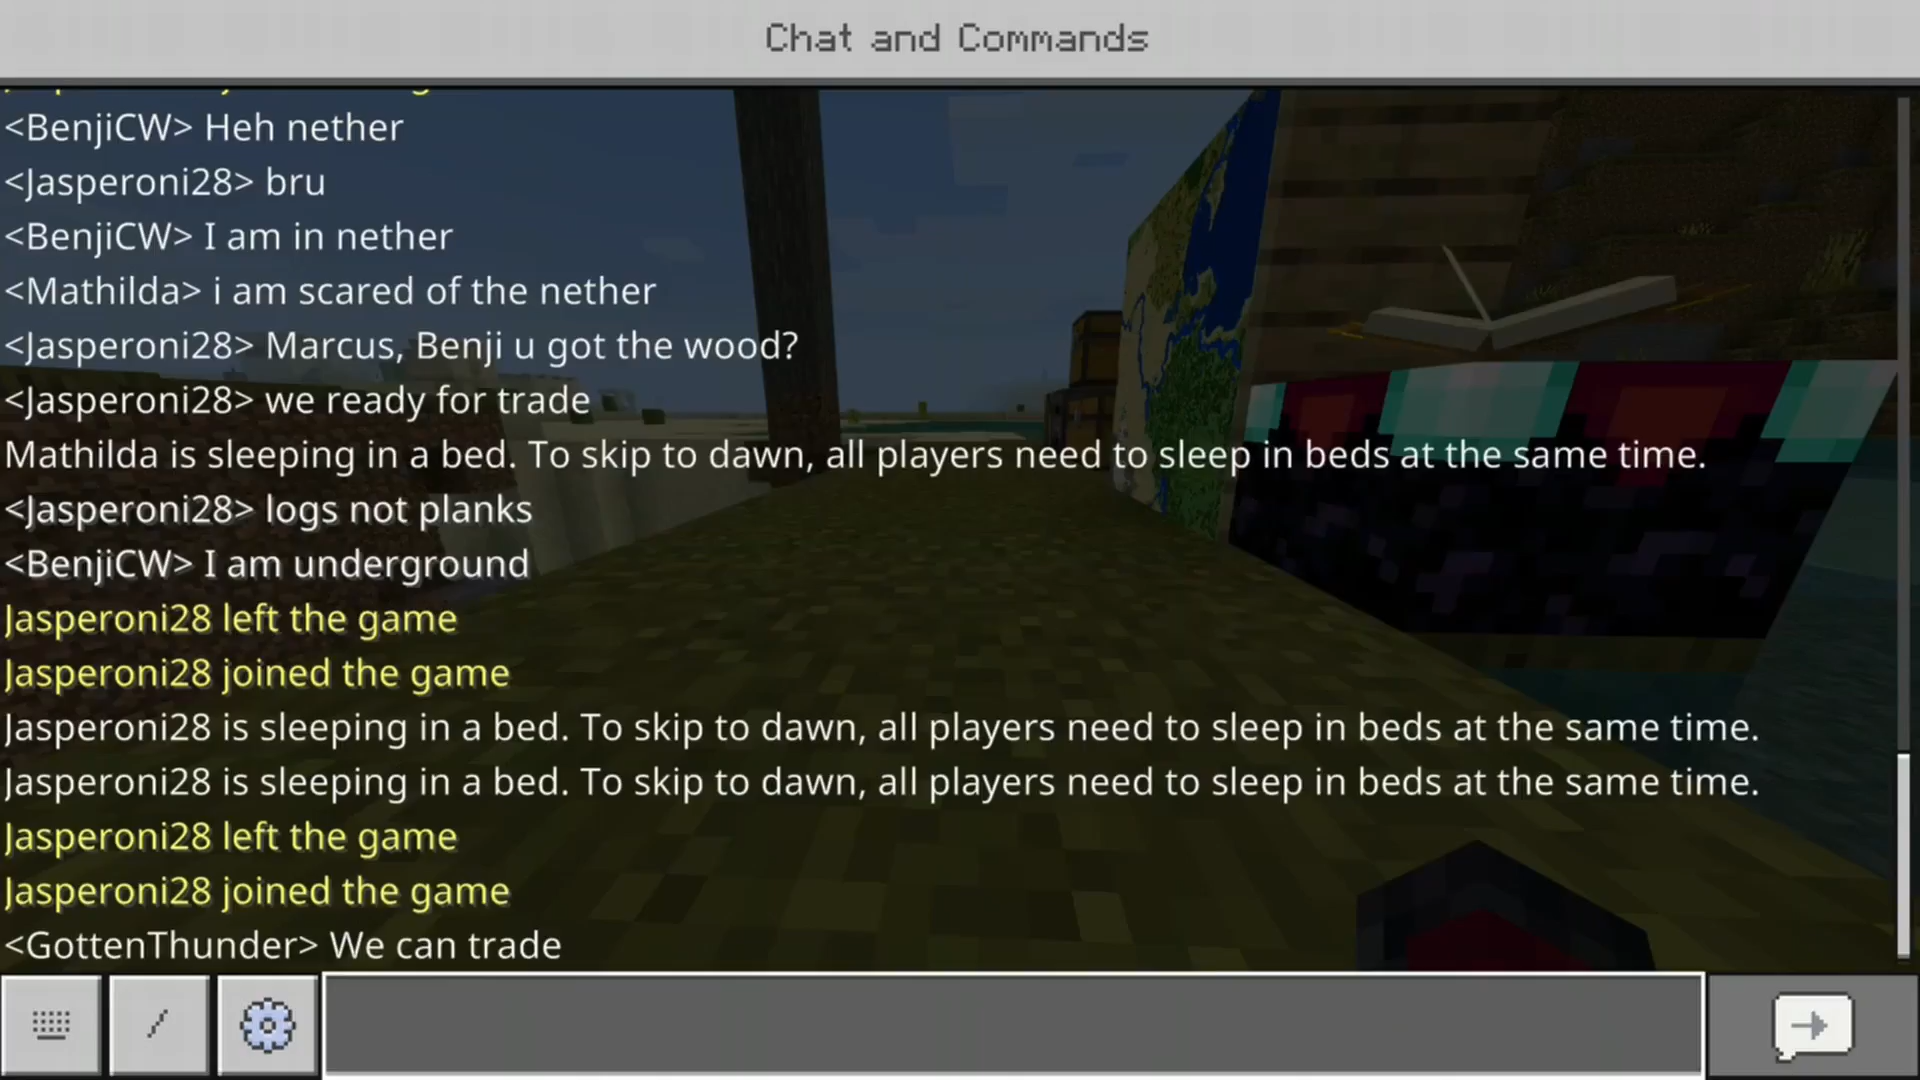 Chat and Commands
<BenjiCW> Heh nether
<Jasperoni28> bru
<BenjiCW> I am in nether
<Mathilda> i am scared of the nether
<Jasperoni28> Marcus, Benji u got the wood?
<Jasperoni28> we ready for trade
Mathilda is sleeping in a bed. To skip to dawn, all players need to sleep in beds at the same time.
<Jasperoni28> logs not planks
<BenjiCW> I am underground
Jasperoni28 left the game
Jasperoni28 joined the game
Jasperoni28 is sleeping in a bed. To skip to dawn, all players need to sleep in beds at the same time.
Jasperoni28 is sleeping in a bed. To skip to dawn, all players need to sleep in beds at the same time.
Jasperoni28 left the game
Jasperoni28 joined the game
<GottenThunder> We can trade
/